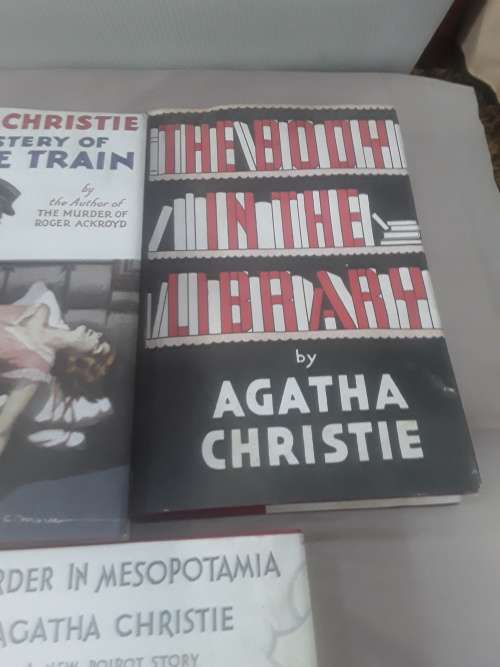 CHRISTIE
STERY OF
E TRAIN
by
the Author of
THE MURDER OF
ROGER ACKROYD
THE BODY
IN THE
LIBRARY
by
AGATHA
CHRISTIE
RDER IN MESOPOTAMIA
AGATHA CHRISTIE
NEW POIROT STORY